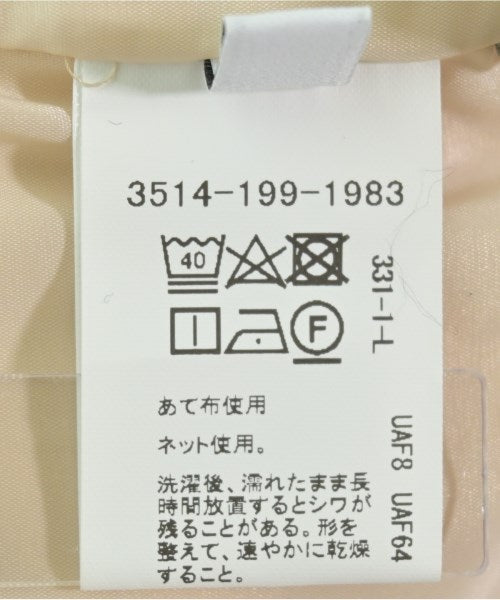 3514-199-1983
40
F
331-1-L
あて布使用
ネット使用。
洗濯後、濡れたまま長
時間放置するとシワが
残ることがある。形を
整えて、速やかに乾燥
すること。
UAF8 UAF64